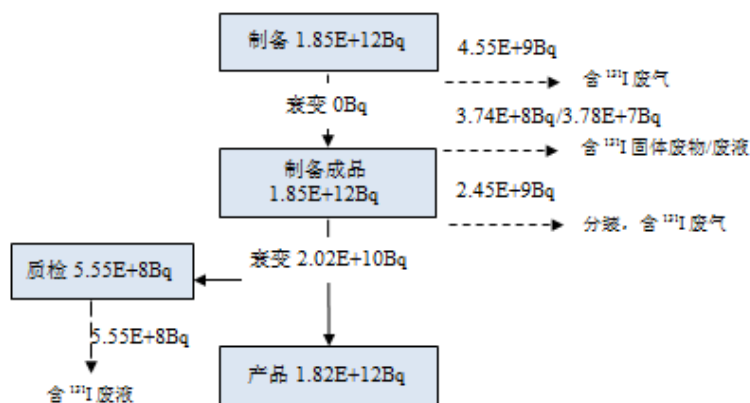 制备 1.85E+12Bq
4.55E+9Bq
含 ¹³¹I 废气
衰变 0Bq
3.74E+8Bq/3.78E+7Bq
含 ¹³¹I 固体废物/废液
制备成品
1.85E+12Bq
2.45E+9Bq
分装，含 ¹³¹I 废气
质检 5.55E+8Bq
衰变 2.02E+10Bq
5.55E+8Bq
含 ¹³¹I 废液
产品 1.82E+12Bq